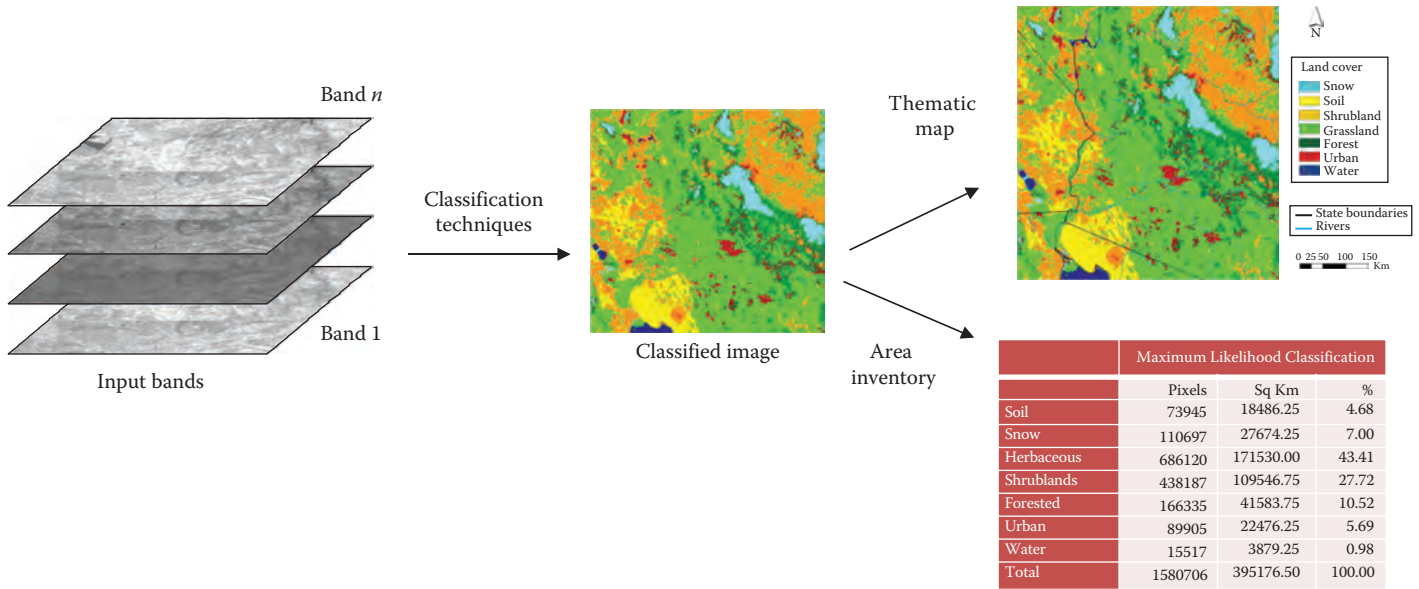 Band n
Band 1
Input bands
Classification
techniques
Classified image
Thematic
map
Area
inventory
N
Land cover
Snow
Soil
Shrubland
Grassland
Forest
Urban
Water
State boundaries
Rivers
0 25 50 100 150
Km
Maximum Likelihood Classification
Pixels Sq Km %
Soil 73945 18486.25 4.68
Snow 110697 27674.25 7.00
Herbaceous 686120 171530.00 43.41
Shrublands 438187 109546.75 27.72
Forested 166335 41583.75 10.52
Urban 89905 22476.25 5.69
Water 15517 3879.25 0.98
Total 1580706 395176.50 100.00